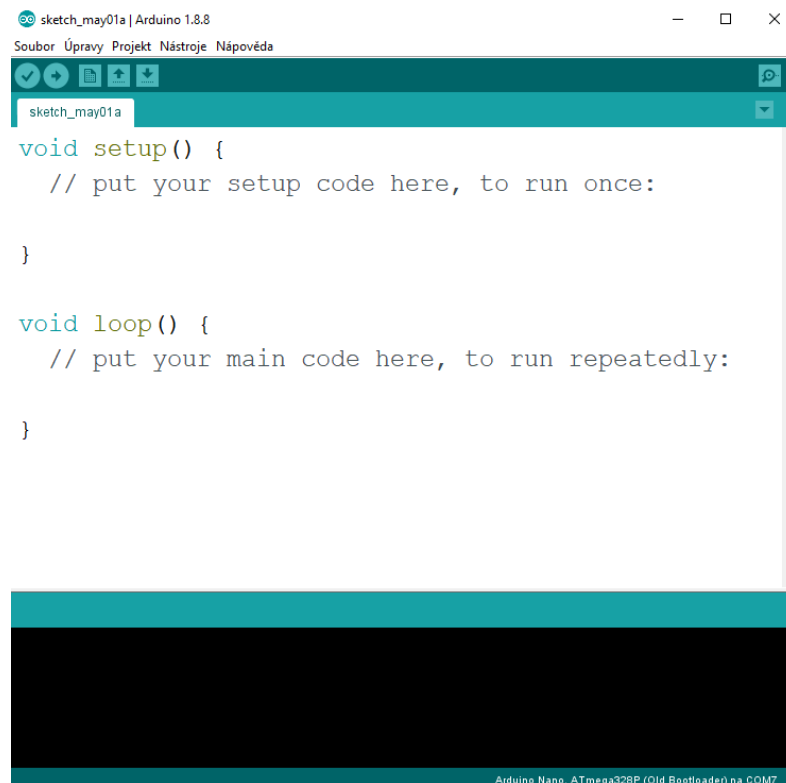 sketch_may01a | Arduino 1.8.8
Soubor Úpravy Projekt Nástroje Nápověda
sketch_may01a
void setup() {
  // put your setup code here, to run once:
}
void loop() {
  // put your main code here, to run repeatedly:
}
Arduino Nano, ATmega328P (Old Bootloader) na COM7